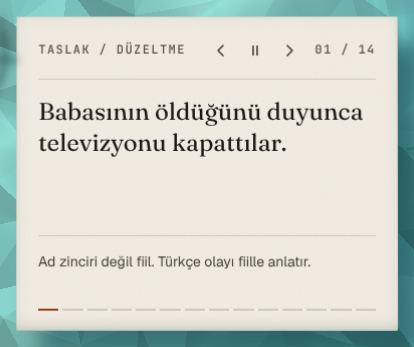 TASLAK / DÜZELTME 01 / 14
Babasının öldüğünü duyunca
televizyonu kapattılar.
Ad zinciri değil fiil. Türkçe olayı fiille anlatır.